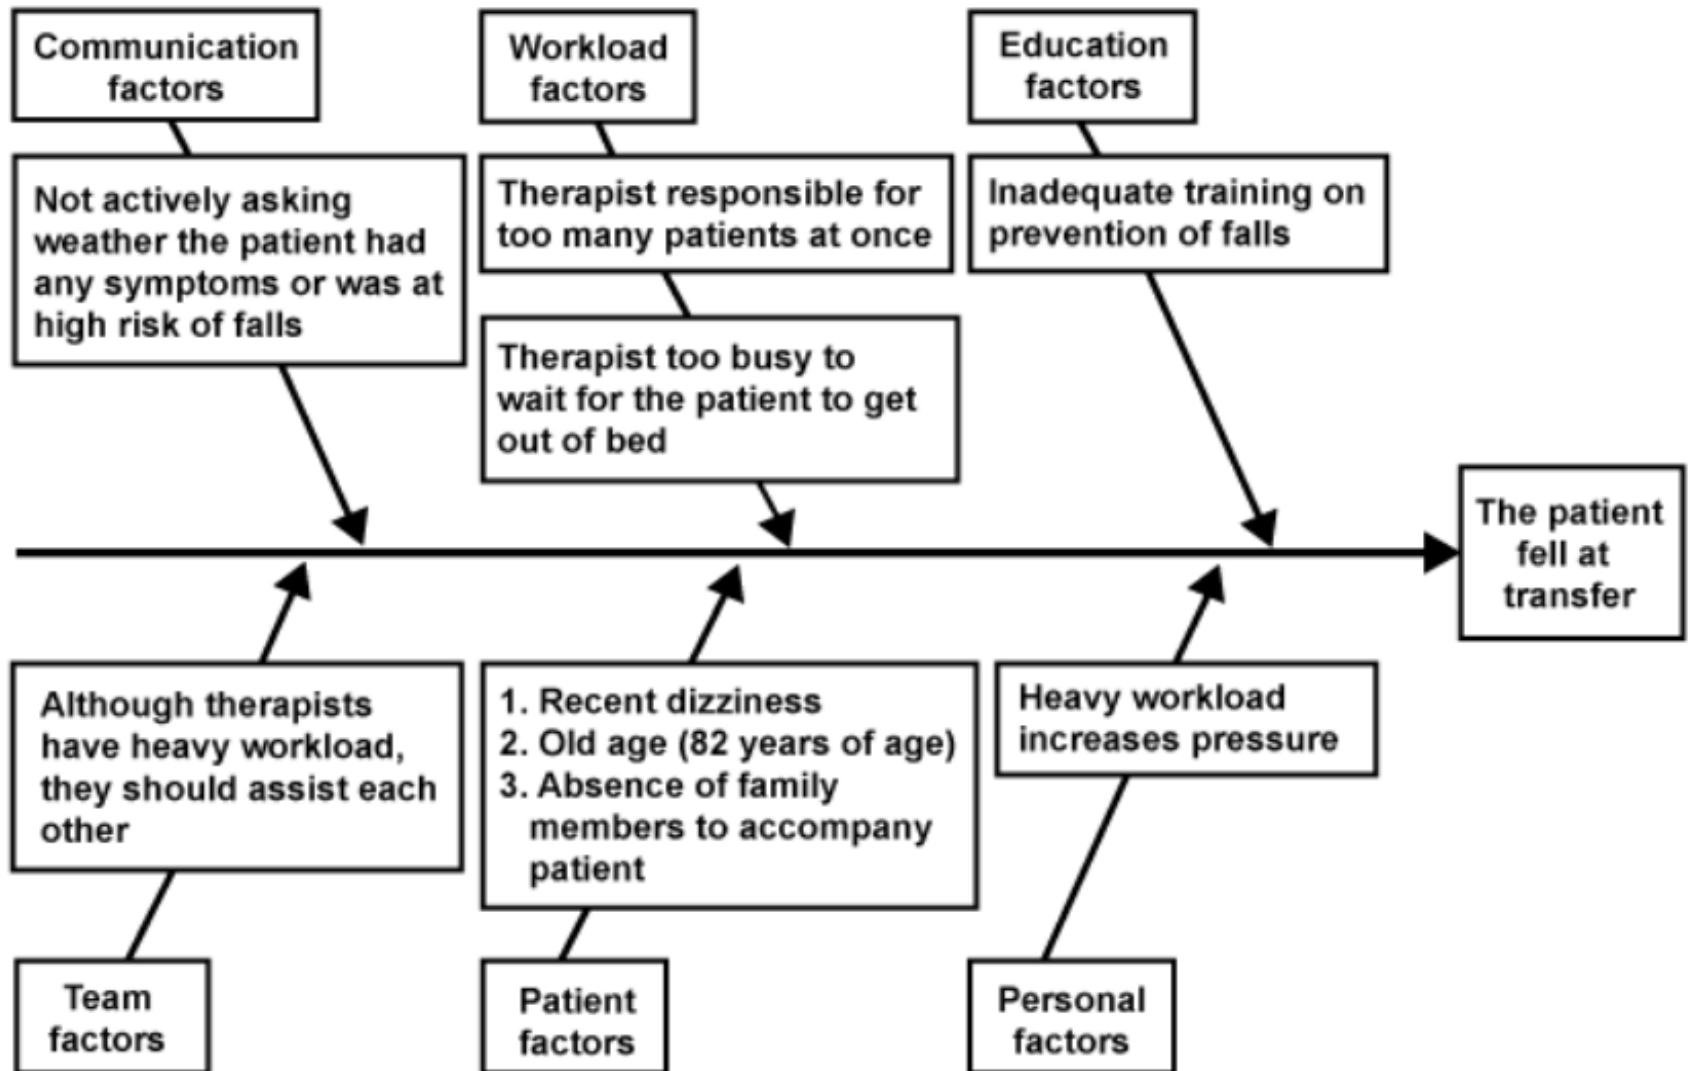 Communication
factors
Not actively asking
weather the patient had
any symptoms or was at
high risk of falls
Workload
factors
Therapist responsible for
too many patients at once
Therapist too busy to
wait for the patient to get
out of bed
Education
factors
Inadequate training on
prevention of falls
The patient
fell at
transfer
Although therapists
have heavy workload,
they should assist each
other
Team
factors
1. Recent dizziness
2. Old age (82 years of age)
3. Absence of family
members to accompany
patient
Patient
factors
Heavy workload
increases pressure
Personal
factors